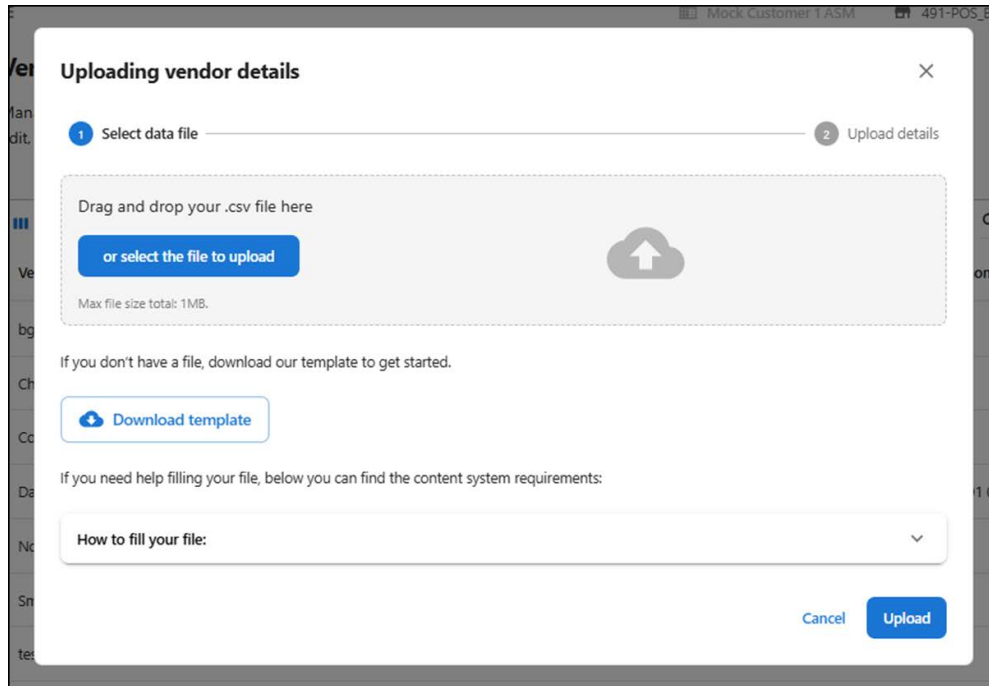 Mock Customer 1 ASM
Uploading vendor details
1 Select data file
2 Upload details
Drag and drop your .csv file here
or select the file to upload
Max file size total: 1MB.
If you don't have a file, download our template to get started.
Download template
If you need help filling your file, below you can find the content system requirements:
How to fill your file:
Cancel
Upload